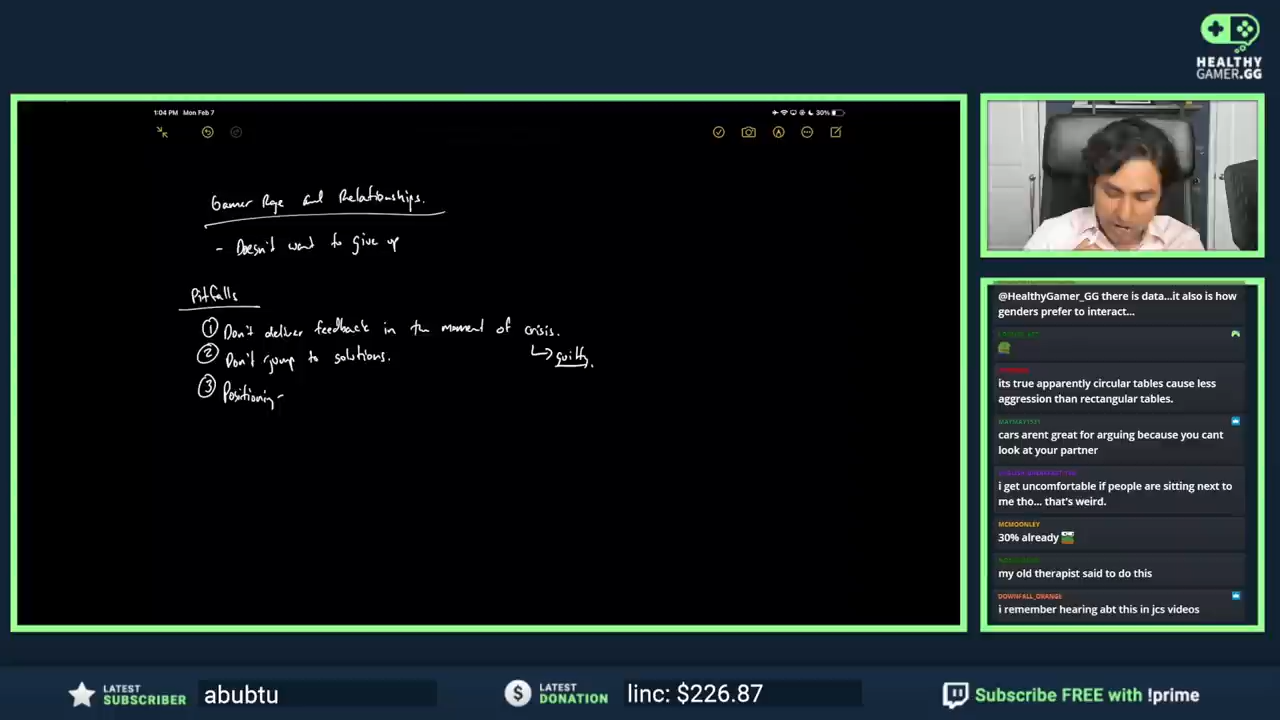 HEALTHY
GAMER.GG
1:04 PM Mon Feb 7
30%
Gamer Rage and Relationships.
- Doesn't want to give up
Pitfalls
① Don't deliver feedback in the moment of crisis.
↳ guilty.
② Don't jump to solutions.
③ Positioning -
@HealthyGamer_GG there is data...it also is how
genders prefer to interact...
its true apparently circular tables cause less
aggression than rectangular tables.
cars arent great for arguing because you cant
look at your partner
i get uncomfortable if people are sitting next to
me tho... that's weird.
MCMOONLEY
30% already
my old therapist said to do this
DOWNFALL_ORANGE
i remember hearing abt this in jcs videos
LATEST
SUBSCRIBER
abubtu
$
LATEST
DONATION
linc: $226.87
Subscribe FREE with !prime